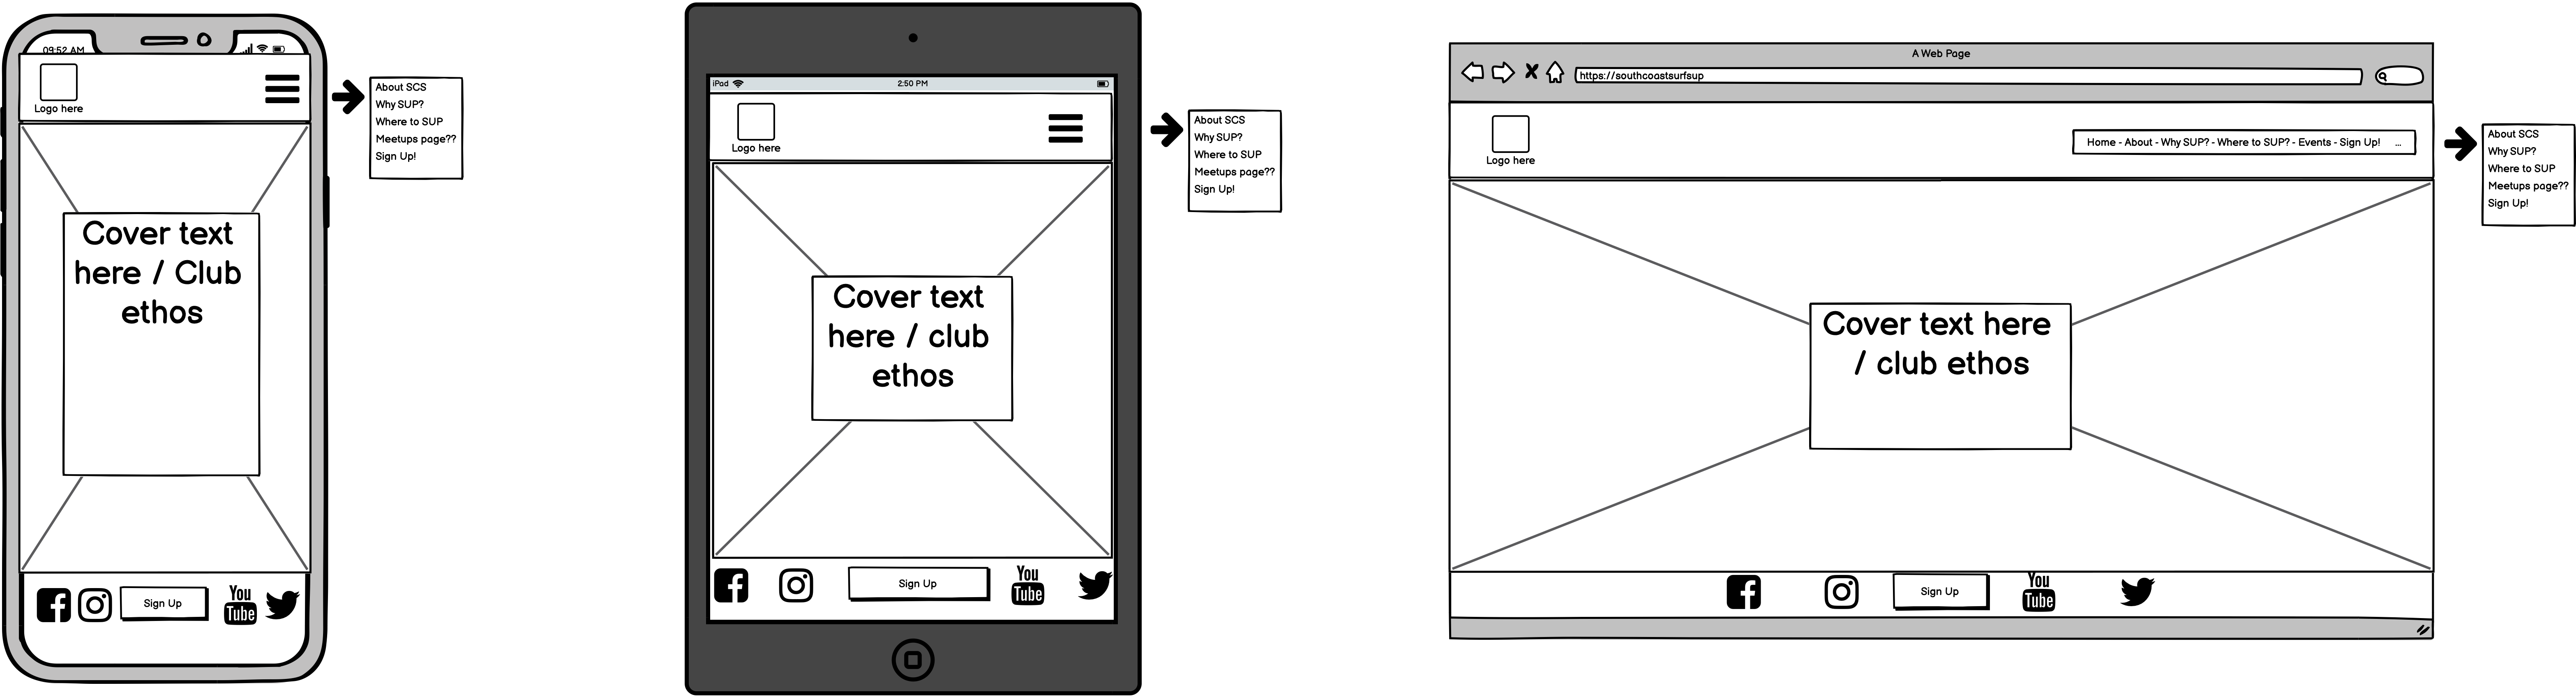 09:52 AM
Logo here
About SCS
Why SUP?
Where to SUP
Meetups page??
Sign Up!
Cover text
here / Club
ethos
Sign Up
You
Tube
iPad
2:50 PM
Logo here
About SCS
Why SUP?
Where to SUP
Meetups page??
Sign Up!
Cover text
here / club
ethos
Sign Up
You
Tube
A Web Page
https://southcoastsurfsup
Logo here
Home - About - Why SUP? - Where to SUP? - Events - Sign Up! ...
About SCS
Why SUP?
Where to SUP
Meetups page??
Sign Up!
Cover text here
/ club ethos
Sign Up
You
Tube